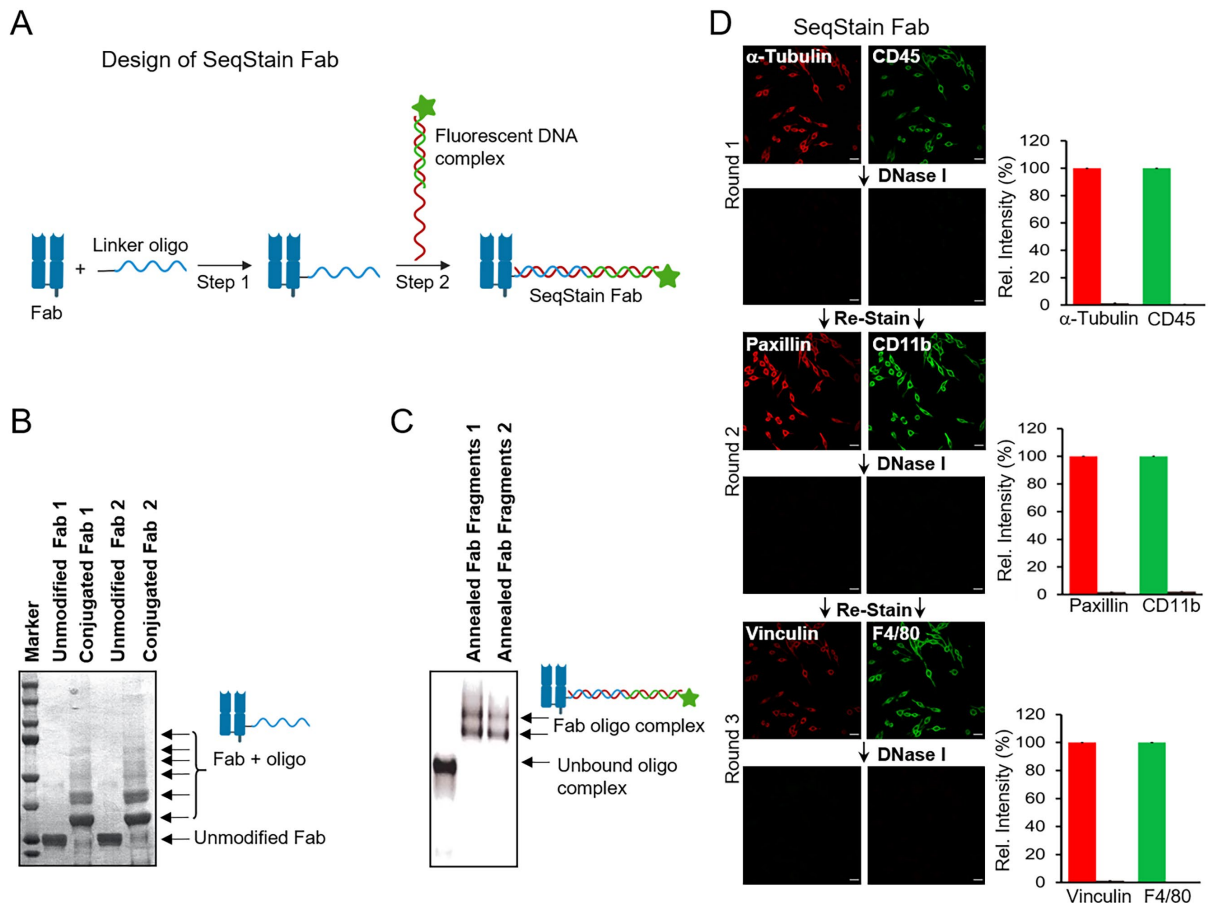 A
Design of SeqStain Fab
Fluorescent DNA
complex
Linker oligo
+
Step 1
Step 2
Fab
SeqStain Fab
B
Marker
Unmodified Fab 1
Conjugated Fab 1
Unmodified Fab 2
Conjugated Fab 2
Fab + oligo
Unmodified Fab
C
Annealed Fab Fragments 1
Annealed Fab Fragments 2
Fab oligo complex
Unbound oligo
complex
D
SeqStain Fab
Round 1
α-Tubulin CD45
DNase I
Re-Stain
Rel. Intensity (%)
120
100
80
60
40
20
0
α-Tubulin CD45
Round 2
Paxillin CD11b
DNase I
Re-Stain
Rel. Intensity (%)
120
100
80
60
40
20
0
Paxillin CD11b
Round 3
Vinculin F4/80
DNase I
Rel. Intensity (%)
120
100
80
60
40
20
0
Vinculin F4/80